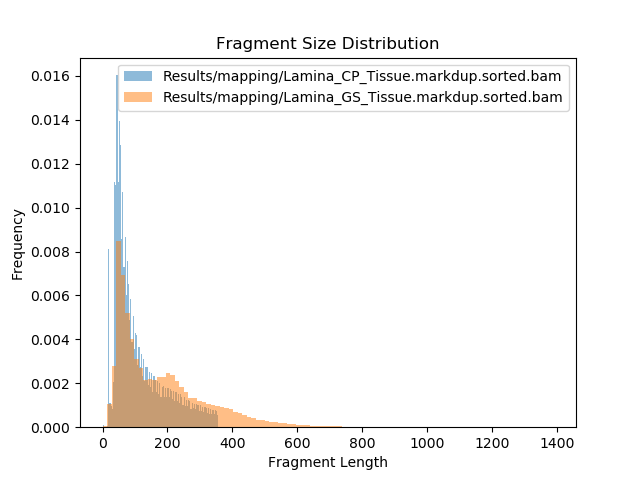 Fragment Size Distribution
Results/mapping/Lamina_CP_Tissue.markdup.sorted.bam
Results/mapping/Lamina_GS_Tissue.markdup.sorted.bam
0.016
0.014
0.012
0.010
0.008
0.006
0.004
0.002
0.000
Frequency
0 200 400 600 800 1000 1200 1400
Fragment Length